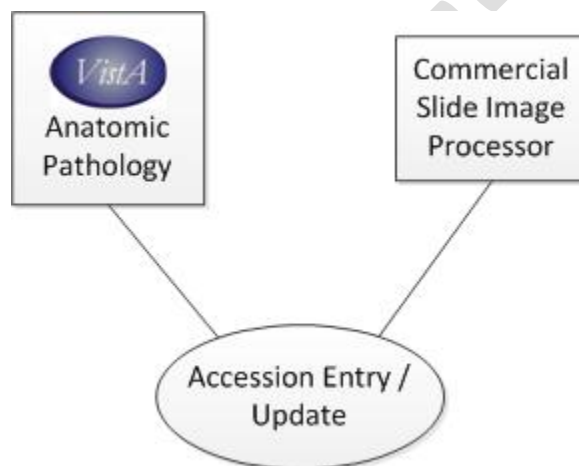 VistA
Anatomic
Pathology
Commercial
Slide Image
Processor
Accession Entry /
Update